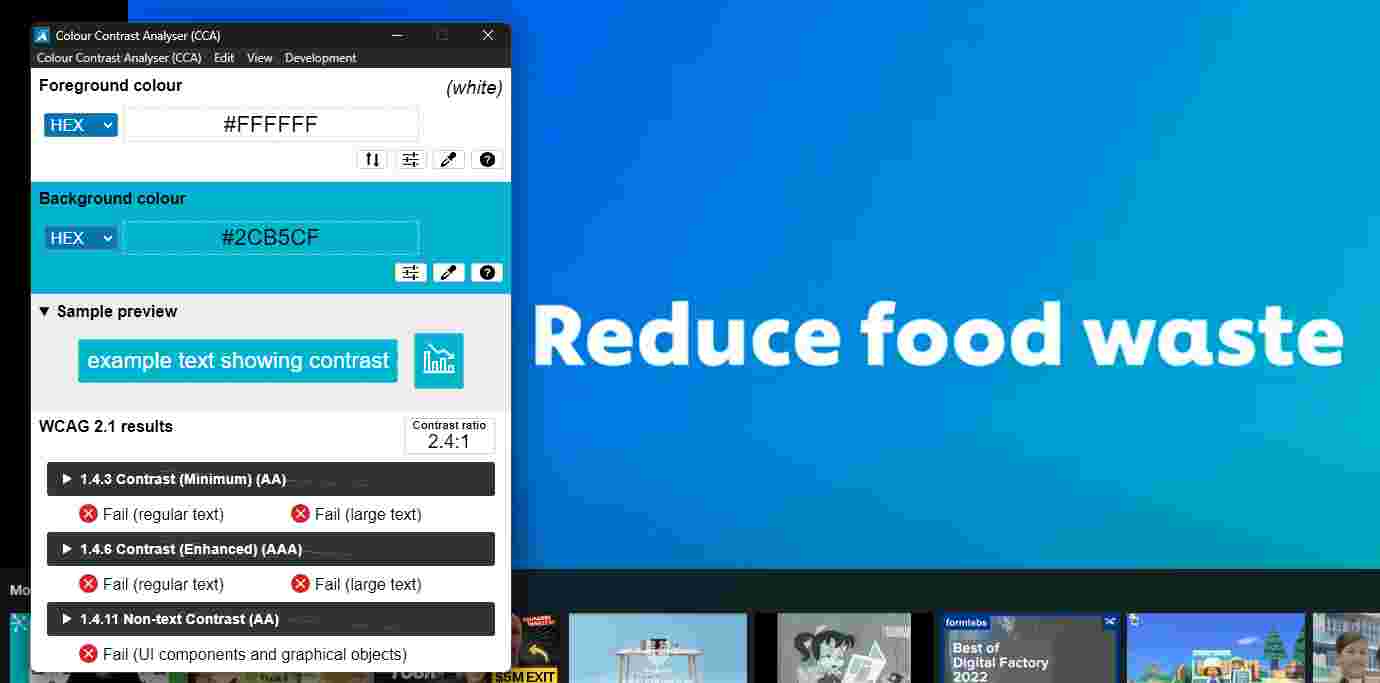 Colour Contrast Analyser (CCA)
Colour Contrast Analyser (CCA) Edit View Development
Foreground colour
(white)
HEX
#FFFFFF
Background colour
HEX
#2CB5CF
Sample preview
example text showing contrast
WCAG 2.1 results
Contrast ratio
2.4:1
1.4.3 Contrast (Minimum) (AA)
Fail (regular text) Fail (large text)
1.4.6 Contrast (Enhanced) (AAA)
Fail (regular text) Fail (large text)
1.4.11 Non-text Contrast (AA)
Fail (UI components and graphical objects)
Reduce food waste
Mo
$5M EXIT
formlabs
Best of
Digital Factory
2022